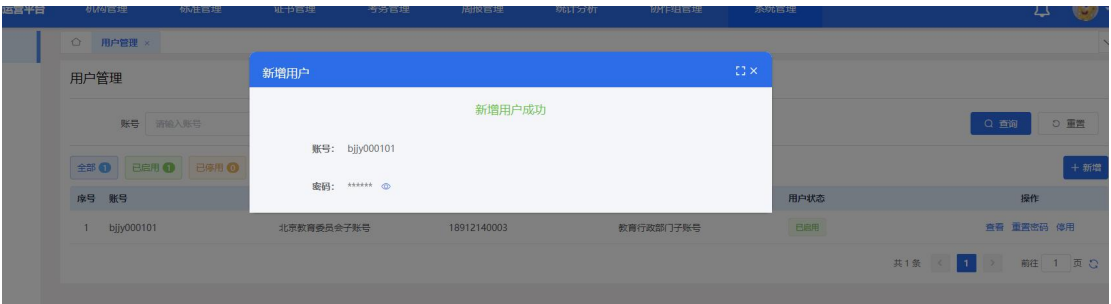 运营平台 机构管理 标准管理 证书管理 考务管理 周报管理 统计分析 协作组管理 系统管理
用户管理 ×
用户管理
新增用户
新增用户成功
账号 请输入账号
查询 重置
账号： bjjy000101
全部 1 已启用 1 已停用 0
+ 新增
密码： ******
序号 账号 用户状态 操作
1 bjjy000101 北京教育委员会子账号 18912140003 教育行政部门子账号 已启用 查看 重置密码 停用
共 1 条 < 1 > 前往 1 页